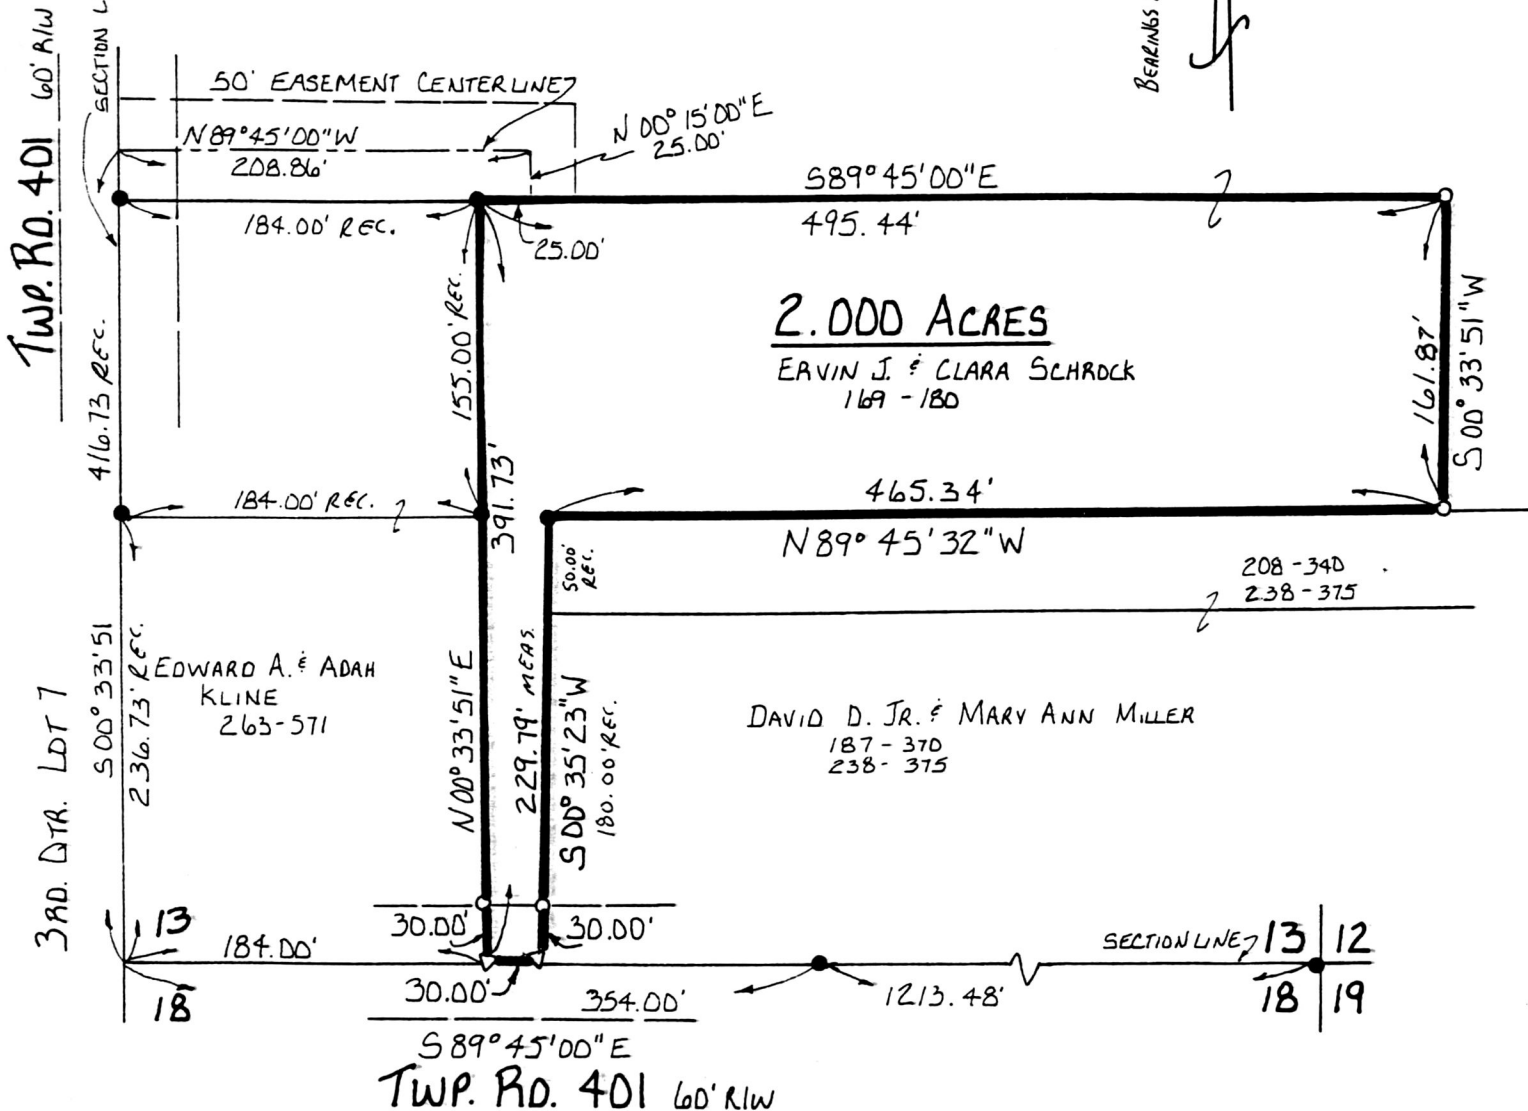 TWP. RD. 401 60' R/W
SECTION L
BEARINGS
50' EASEMENT CENTERLINE
N 89° 45' 00" W
208.86'
N 00° 15' 00" E
25.00'
S 89° 45' 00" E
495.44'
184.00' REC.
25.00'
416.73 REC.
155.00' REC.
391.73'
2.000 ACRES
ERVIN J. & CLARA SCHROCK
169 - 180
161.87'
S 00° 33' 51" W
184.00' REC.
465.34'
N 89° 45' 32" W
50.00'
REC.
208 - 340
238 - 375
S 00° 33' 51
236.73' REC.
EDWARD A. & ADAH
KLINE
263-571
N 00° 33' 51" E
229.79' MEAS.
S 00° 35' 23" W
180.00' REC.
DAVID D. JR. & MARY ANN MILLER
187 - 370
238 - 375
3RD. QTR. LOT 7
13
184.00'
18
30.00'
30.00'
30.00'
354.00'
1213.48'
SECTION LINE
13 12
18 19
S 89° 45' 00" E
TWP. RD. 401 60' R/W